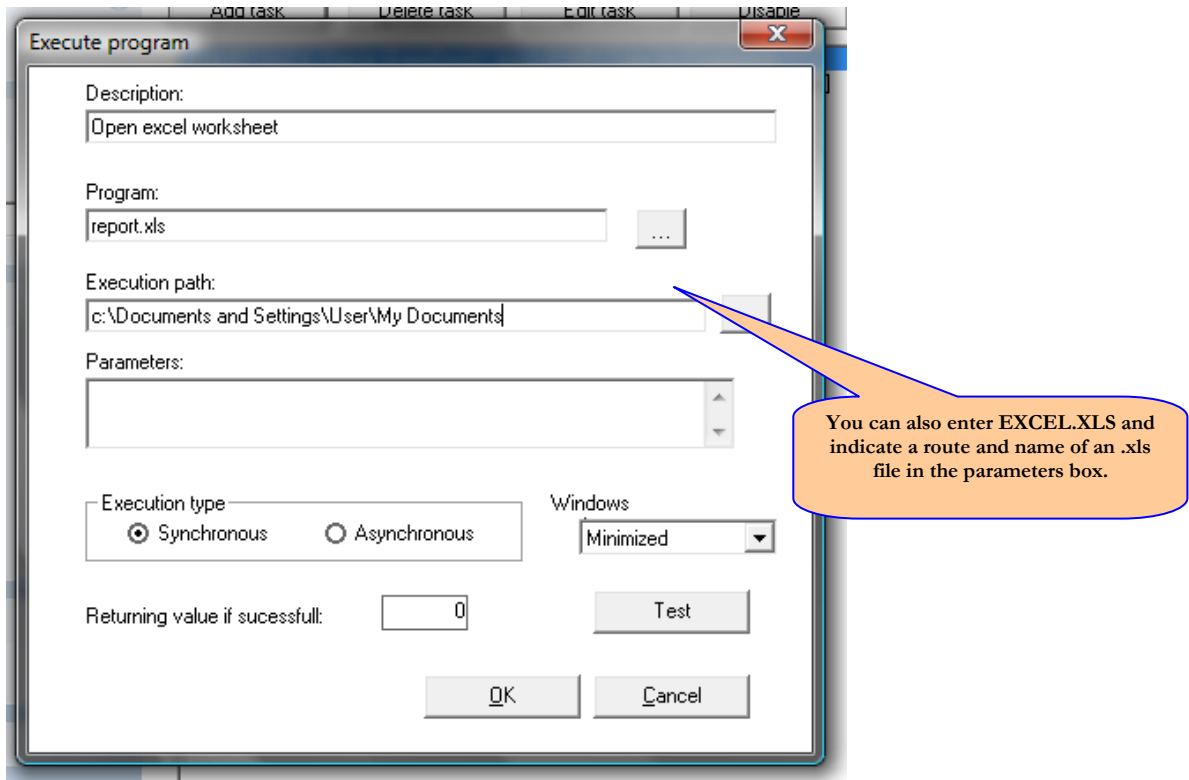 Add task Delete task Edit task Disable
Execute program
Description:
Open excel worksheet
Program:
report.xls
...
Execution path:
c:\Documents and Settings\User\My Documents
Parameters:
You can also enter EXCEL.XLS and
indicate a route and name of an .xls
file in the parameters box.
Execution type
Synchronous Asynchronous
Windows
Minimized
Returning value if sucessfull:
0
Test
OK
Cancel